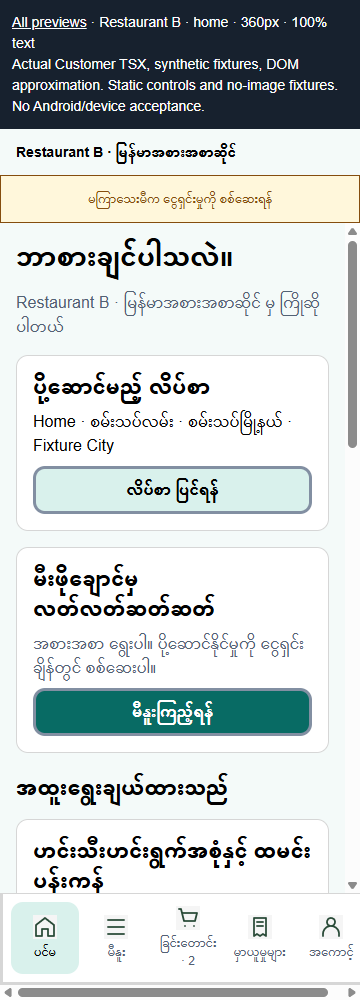 All previews · Restaurant B · home · 360px · 100%
text
Actual Customer TSX, synthetic fixtures, DOM
approximation. Static controls and no-image fixtures.
No Android/device acceptance.
Restaurant B · မြန်မာအစားအစာဆိုင်
မကြာသေးမီက ငွေရှင်းမှုကို စစ်ဆေးရန်
ဘာစားချင်ပါသလဲ။
Restaurant B · မြန်မာအစားအစာဆိုင် မှ ကြိုဆို
ပါတယ်
ပို့ဆောင်မည့် လိပ်စာ
Home · စမ်းသပ်လမ်း · စမ်းသပ်မြို့နယ် ·
Fixture City
လိပ်စာ ပြင်ရန်
မီးဖိုချောင်မှ
လတ်လတ်ဆတ်ဆတ်
အစားအစာ ရွေးပါ။ ပို့ဆောင်နိုင်မှုကို ငွေရှင်း
ချိန်တွင် စစ်ဆေးပါ။
မီနူးကြည့်ရန်
အထူးရွေးချယ်ထားသည်
ဟင်းသီးဟင်းရွက်အစုံနှင့် ထမင်း
ပန်းကန်
ပင်မ
မီနူး
ခြင်းတောင်း
· 2
မှာယူမှုများ
အကောင့်